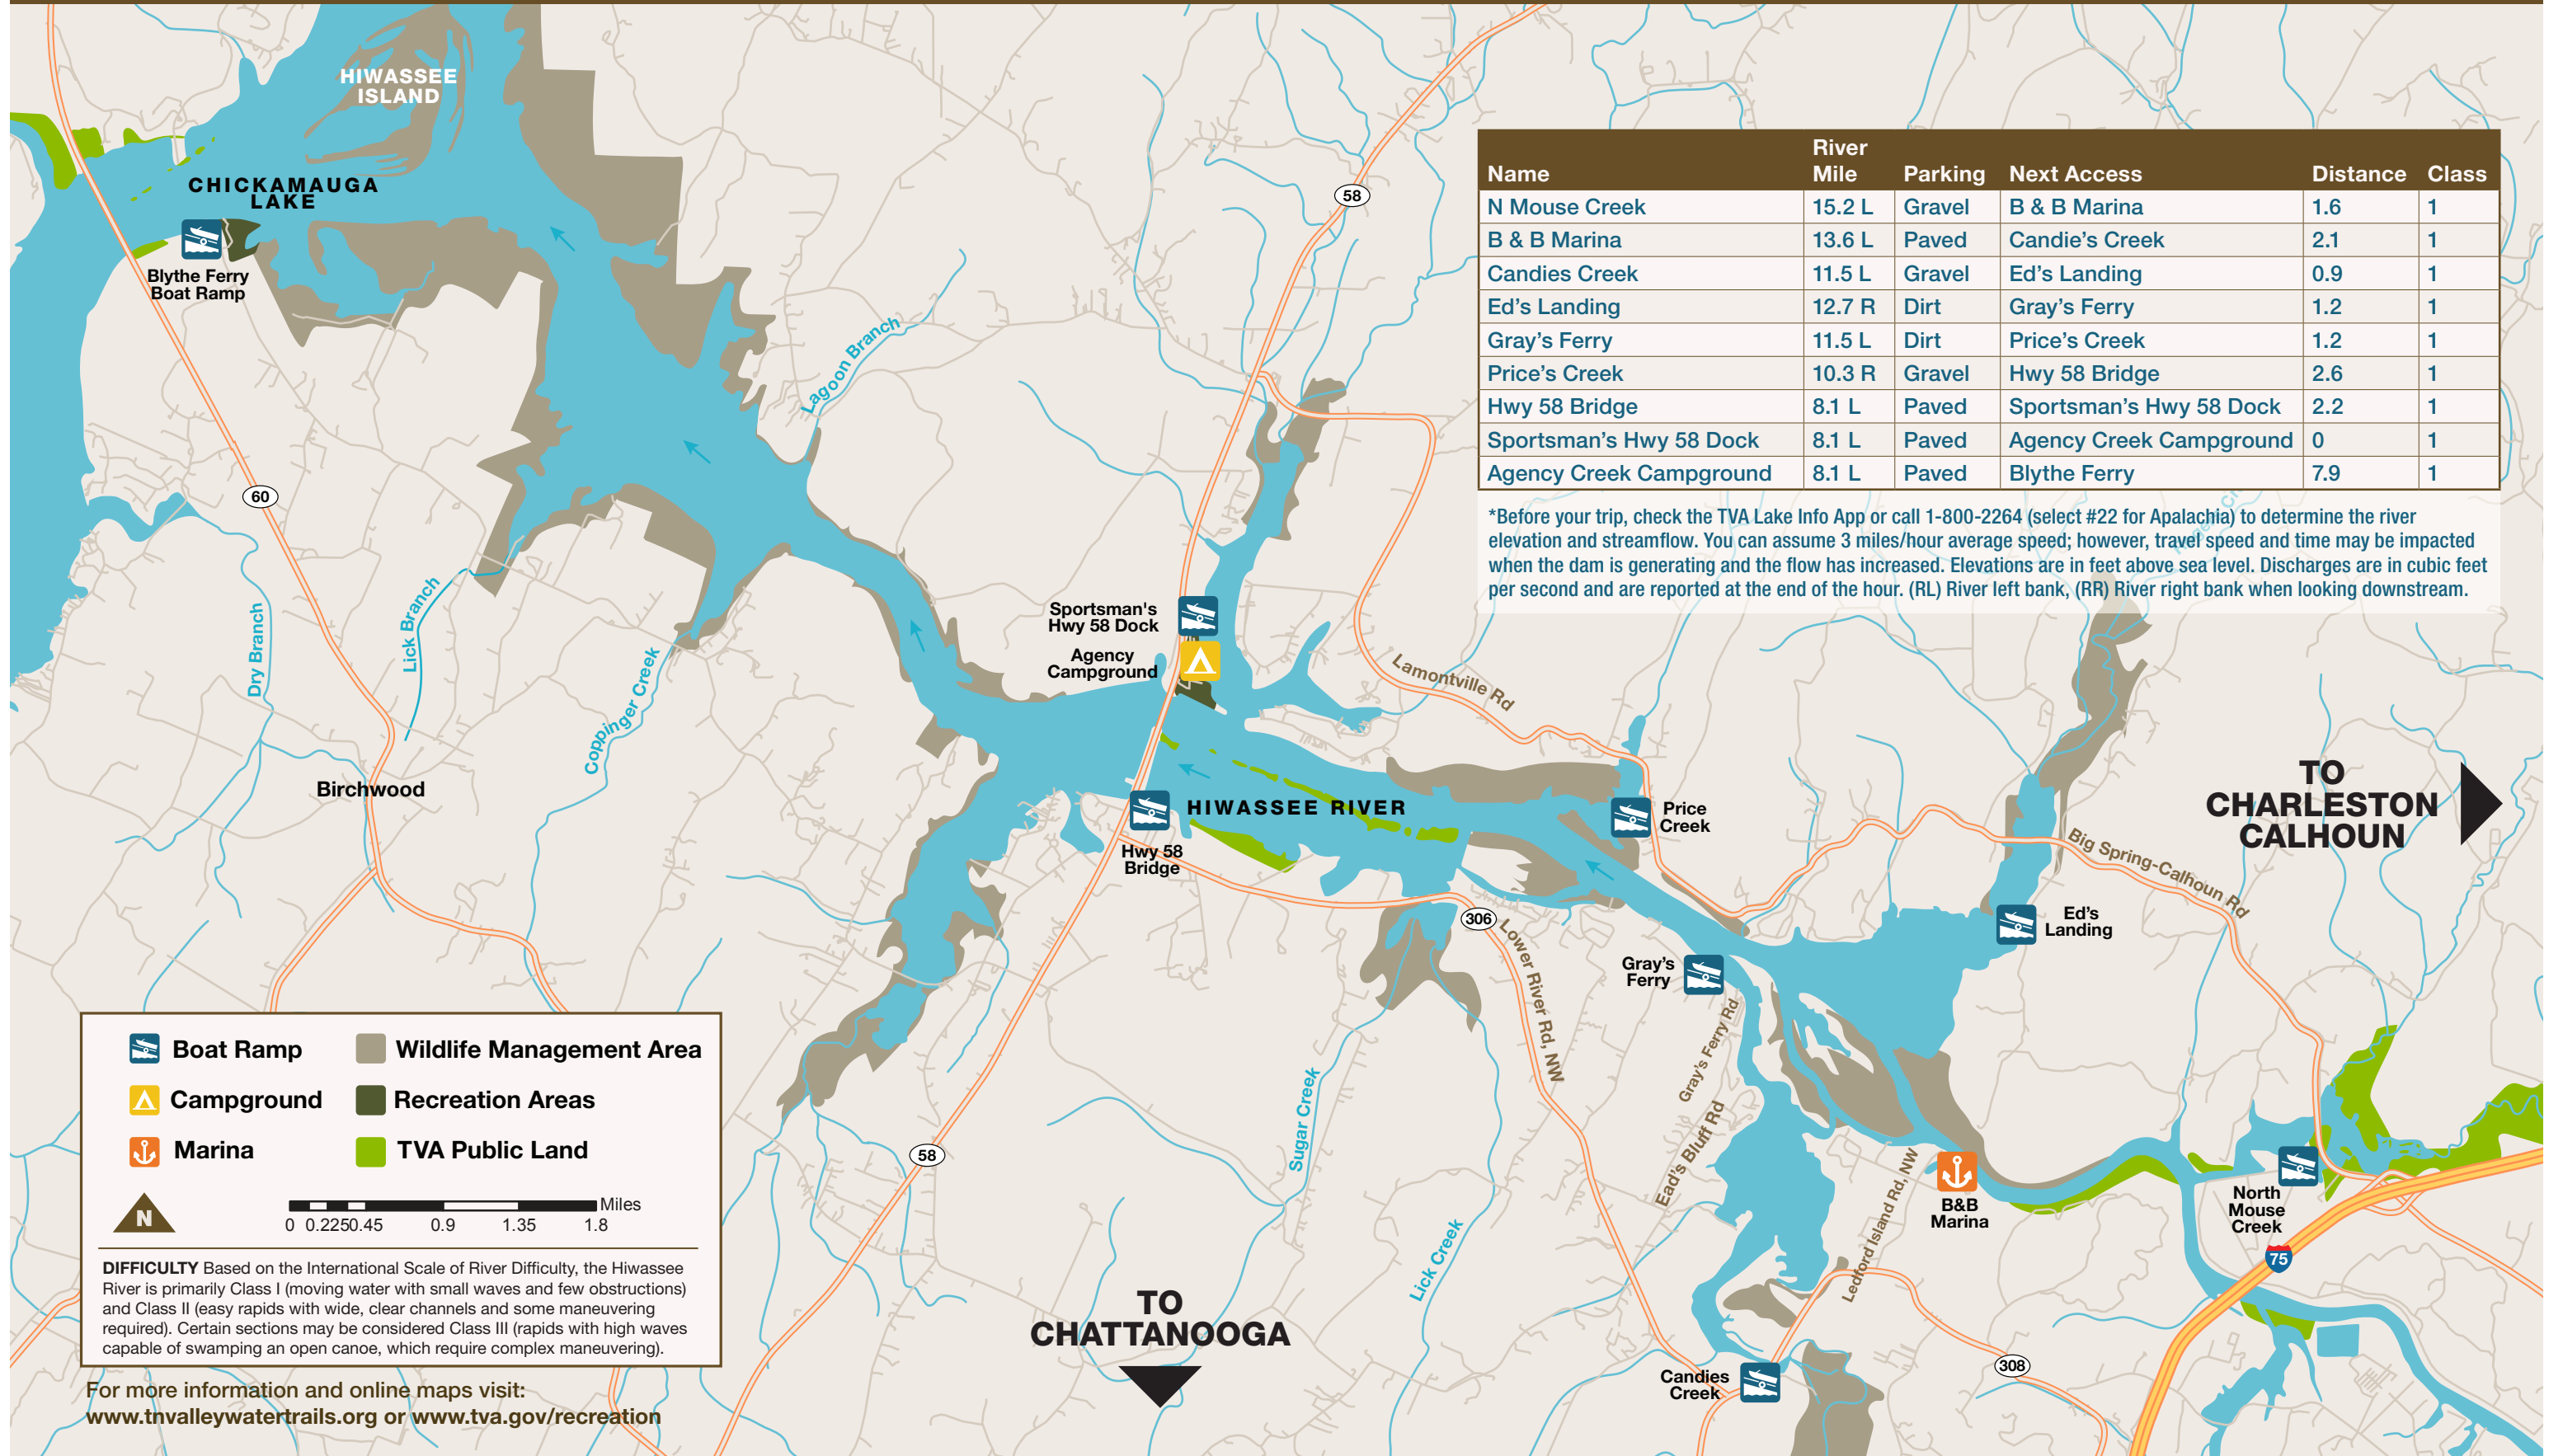 HIWASSEE
ISLAND
CHICKAMAUGA
LAKE
Blythe Ferry
Boat Ramp
58
Name River Mile Parking Next Access Distance Class
N Mouse Creek 15.2 L Gravel B & B Marina 1.6 1
B & B Marina 13.6 L Paved Candie's Creek 2.1 1
Candies Creek 11.5 L Gravel Ed's Landing 0.9 1
Ed's Landing 12.7 R Dirt Gray's Ferry 1.2 1
Gray's Ferry 11.5 L Dirt Price's Creek 1.2 1
Price's Creek 10.3 R Gravel Hwy 58 Bridge 2.6 1
Hwy 58 Bridge 8.1 L Paved Sportsman's Hwy 58 Dock 2.2 1
Sportsman's Hwy 58 Dock 8.1 L Paved Agency Creek Campground 0 1
Agency Creek Campground 8.1 L Paved Blythe Ferry 7.9 1
*Before your trip, check the TVA Lake Info App or call 1-800-2264 (select #22 for Apalachia) to determine the river
elevation and streamflow. You can assume 3 miles/hour average speed; however, travel speed and time may be impacted
when the dam is generating and the flow has increased. Elevations are in feet above sea level. Discharges are in cubic feet
per second and are reported at the end of the hour. (RL) River left bank, (RR) River right bank when looking downstream.
Lagoon Branch
60
Dry Branch
Lick Branch
Coppinger Creek
Birchwood
Sportsman's
Hwy 58 Dock
Agency
Campground
Lamontville Rd
HIWASSEE RIVER
Hwy 58
Bridge
Price
Creek
TO
CHARLESTON
CALHOUN
Big Spring-Calhoun Rd
Ed's
Landing
306
Lower River Rd, NW
Gray's
Ferry
Gray's Ferry Rd
Ead's Bluff Rd
Sugar Creek
Lick Creek
58
Ledford Island Rd, NW
B&B
Marina
North
Mouse
Creek
75
308
Candies
Creek
TO
CHATTANOOGA
Boat Ramp
Wildlife Management Area
Campground
Recreation Areas
Marina
TVA Public Land
N
Miles
0 0.225 0.45 0.9 1.35 1.8
DIFFICULTY Based on the International Scale of River Difficulty, the Hiwassee
River is primarily Class I (moving water with small waves and few obstructions)
and Class II (easy rapids with wide, clear channels and some maneuvering
required). Certain sections may be considered Class III (rapids with high waves
capable of swamping an open canoe, which require complex maneuvering).
For more information and online maps visit:
www.tnvalleywatertrails.org or www.tva.gov/recreation